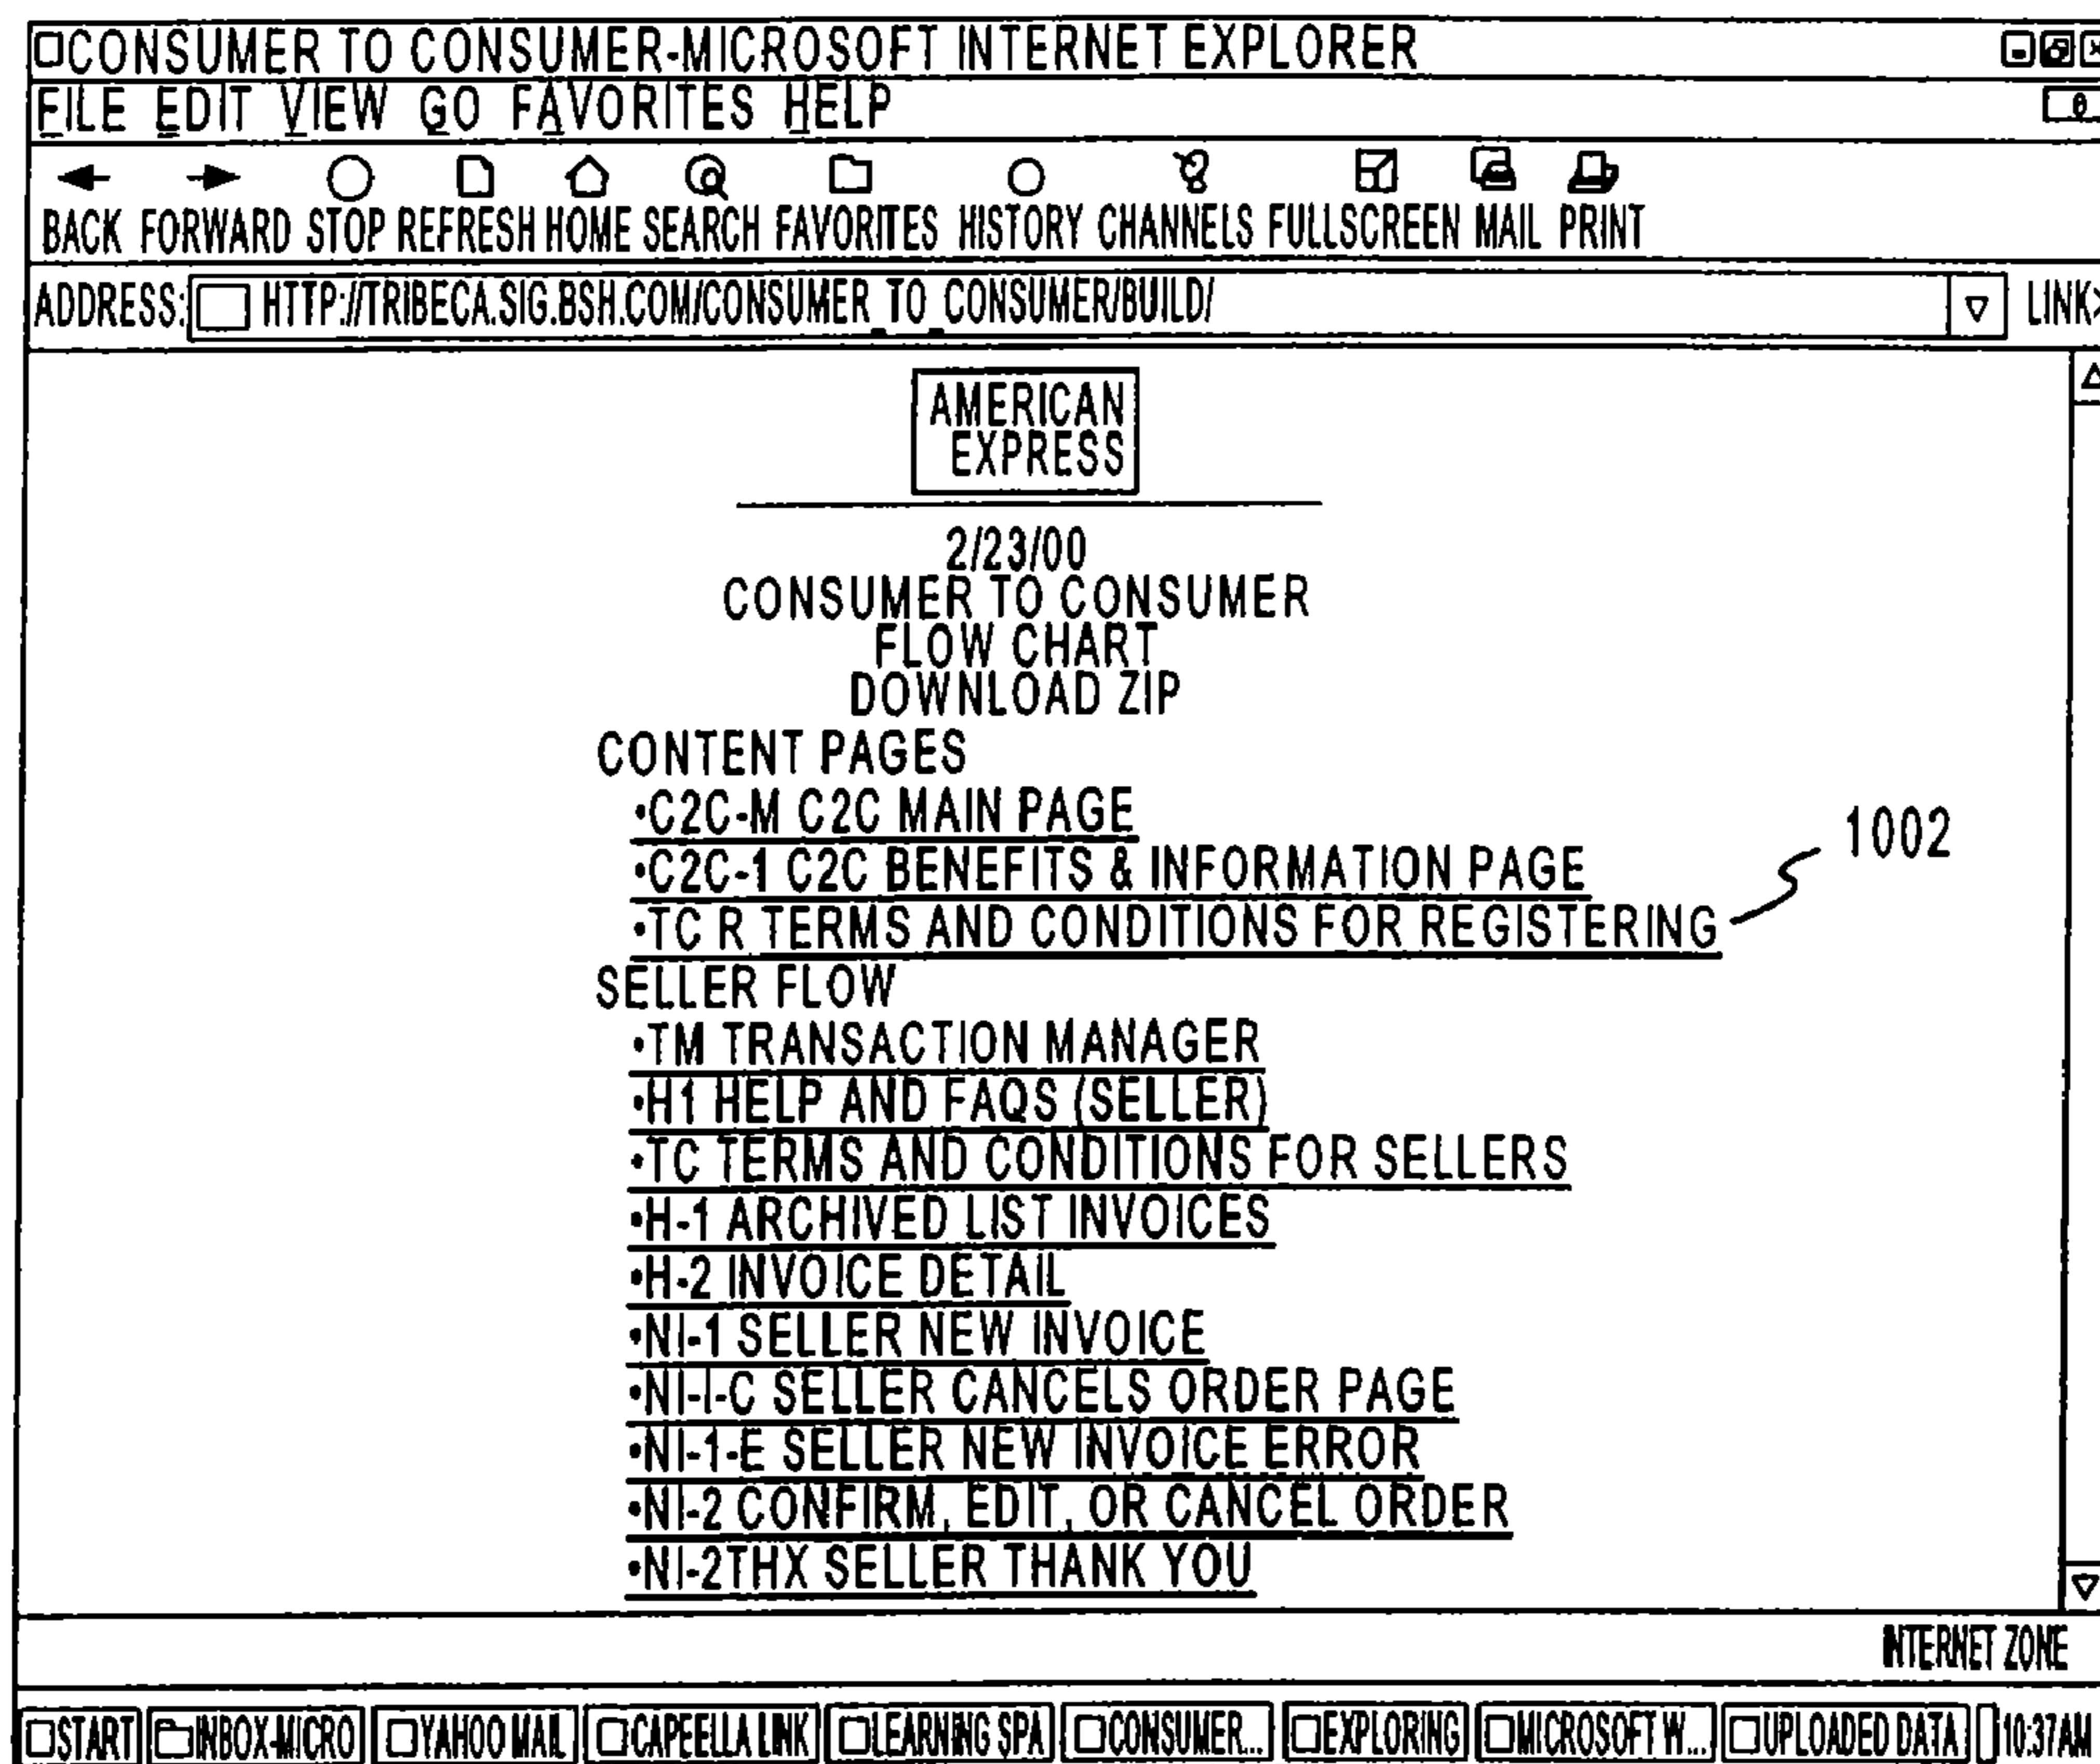 CONSUMER TO CONSUMER-MICROSOFT INTERNET EXPLORER
FILE EDIT VIEW GO FAVORITES HELP
BACK FORWARD STOP REFRESH HOME SEARCH FAVORITES HISTORY CHANNELS FULLSCREEN MAIL PRINT
ADDRESS: HTTP://TRIBECA.SIG.BSH.COM/CONSUMER_TO_CONSUMER/BUILD/ LINK>
AMERICAN
EXPRESS
2/23/00
CONSUMER TO CONSUMER
FLOW CHART
DOWNLOAD ZIP
CONTENT PAGES
•C2C-M C2C MAIN PAGE
1002
•C2C-1 C2C BENEFITS & INFORMATION PAGE
•TC R TERMS AND CONDITIONS FOR REGISTERING
SELLER FLOW
•TM TRANSACTION MANAGER
•H1 HELP AND FAQS (SELLER)
•TC TERMS AND CONDITIONS FOR SELLERS
•H-1 ARCHIVED LIST INVOICES
•H-2 INVOICE DETAIL
•NI-1 SELLER NEW INVOICE
•NI-I-C SELLER CANCELS ORDER PAGE
•NI-1-E SELLER NEW INVOICE ERROR
•NI-2 CONFIRM, EDIT, OR CANCEL ORDER
•NI-2THX SELLER THANK YOU
INTERNET ZONE
START INBOX-MICRO YAHOO MAIL CAPEELLA LINK LEARNING SPA CONSUMER... EXPLORING MICROSOFT W... UPLOADED DATA 10:37AM